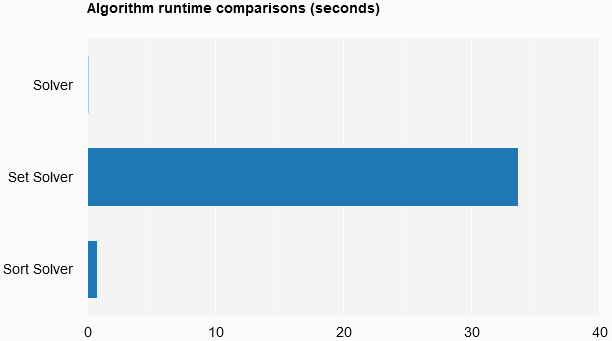 Algorithm runtime comparisons (seconds)
Solver
Set Solver
Sort Solver
0 10 20 30 40